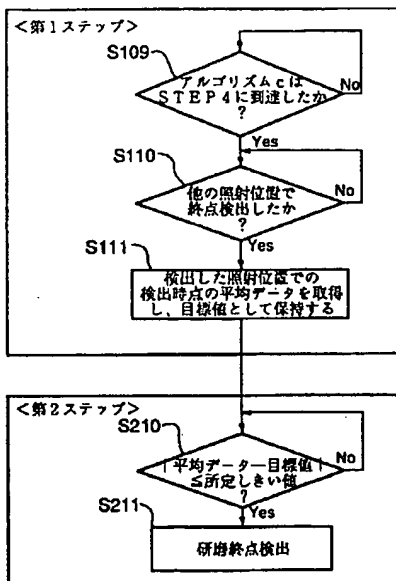 <第1ステップ>
S109
アルゴリズムcは
STEP4に到達したか
?
No
Yes
S110
他の照射位置で
終点検出したか
?
No
Yes
S111
検出した照射位置での
検出時点の平均データを取得
し、目標値として保持する
<第2ステップ>
S210
|平均データー目標値|
≦所定しきい値
?
No
Yes
S211
研磨終点検出